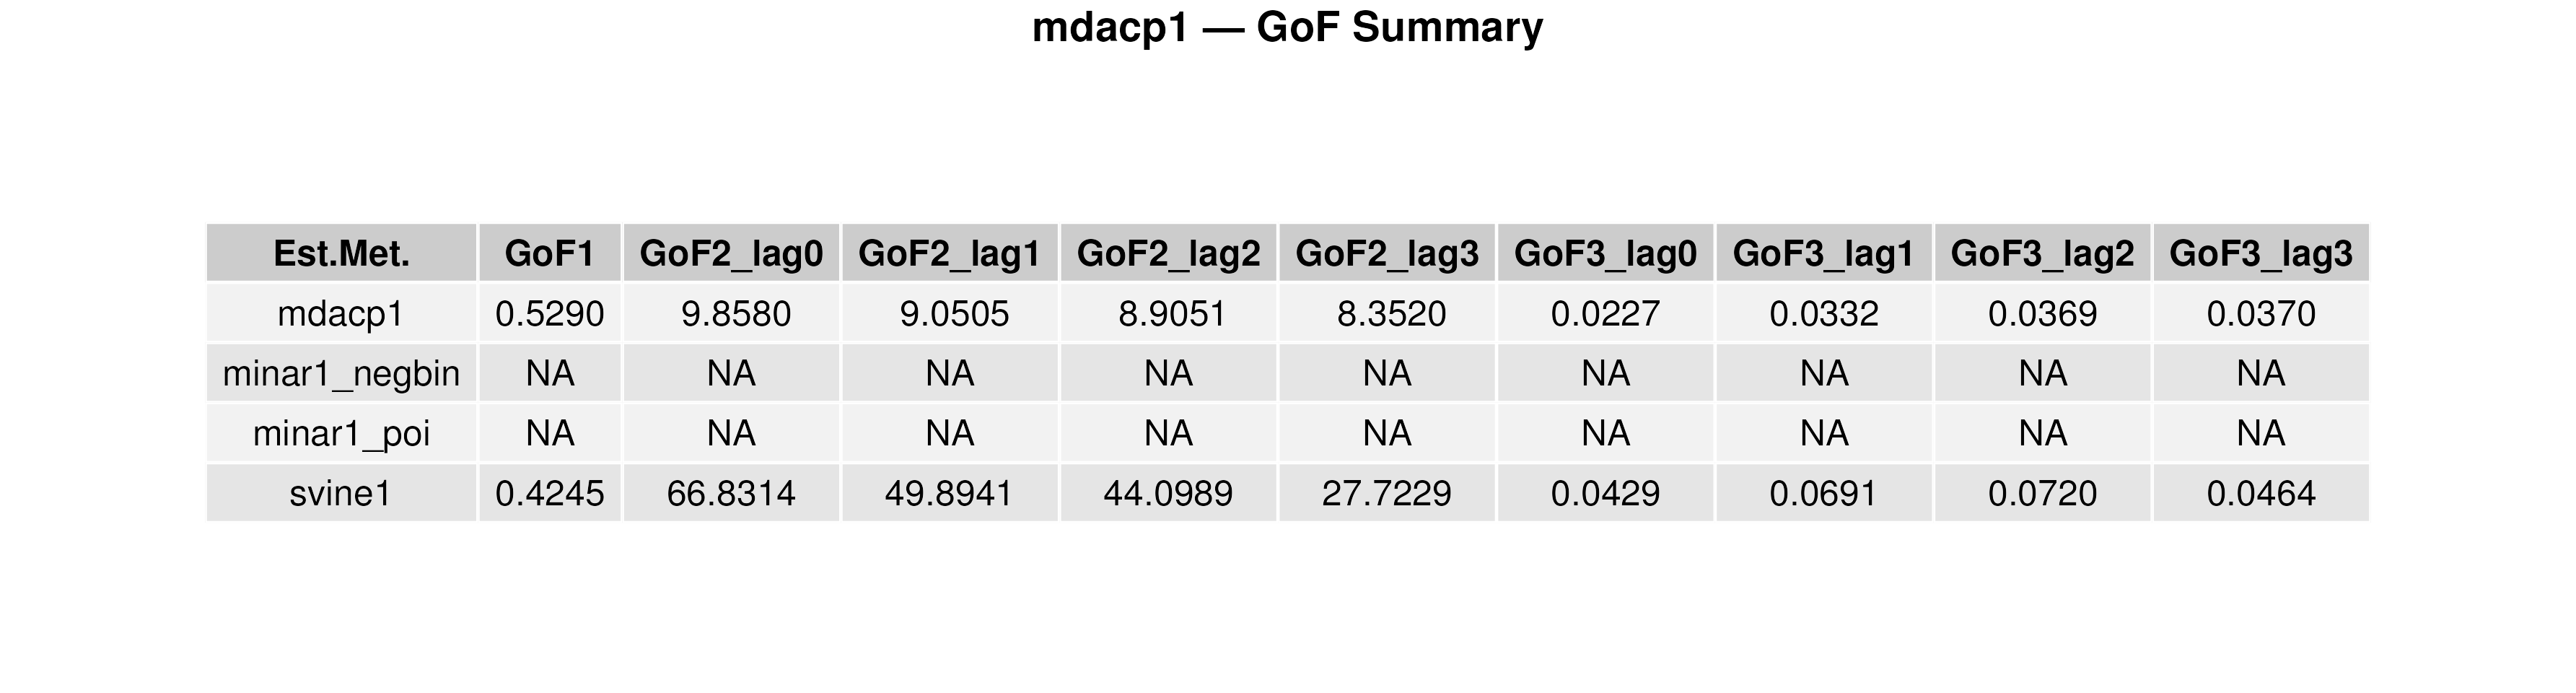 mdacp1 — GoF Summary
Est.Met. GoF1 GoF2_lag0 GoF2_lag1 GoF2_lag2 GoF2_lag3 GoF3_lag0 GoF3_lag1 GoF3_lag2 GoF3_lag3
mdacp1 0.5290 9.8580 9.0505 8.9051 8.3520 0.0227 0.0332 0.0369 0.0370
minar1_negbin NA NA NA NA NA NA NA NA NA
minar1_poi NA NA NA NA NA NA NA NA NA
svine1 0.4245 66.8314 49.8941 44.0989 27.7229 0.0429 0.0691 0.0720 0.0464